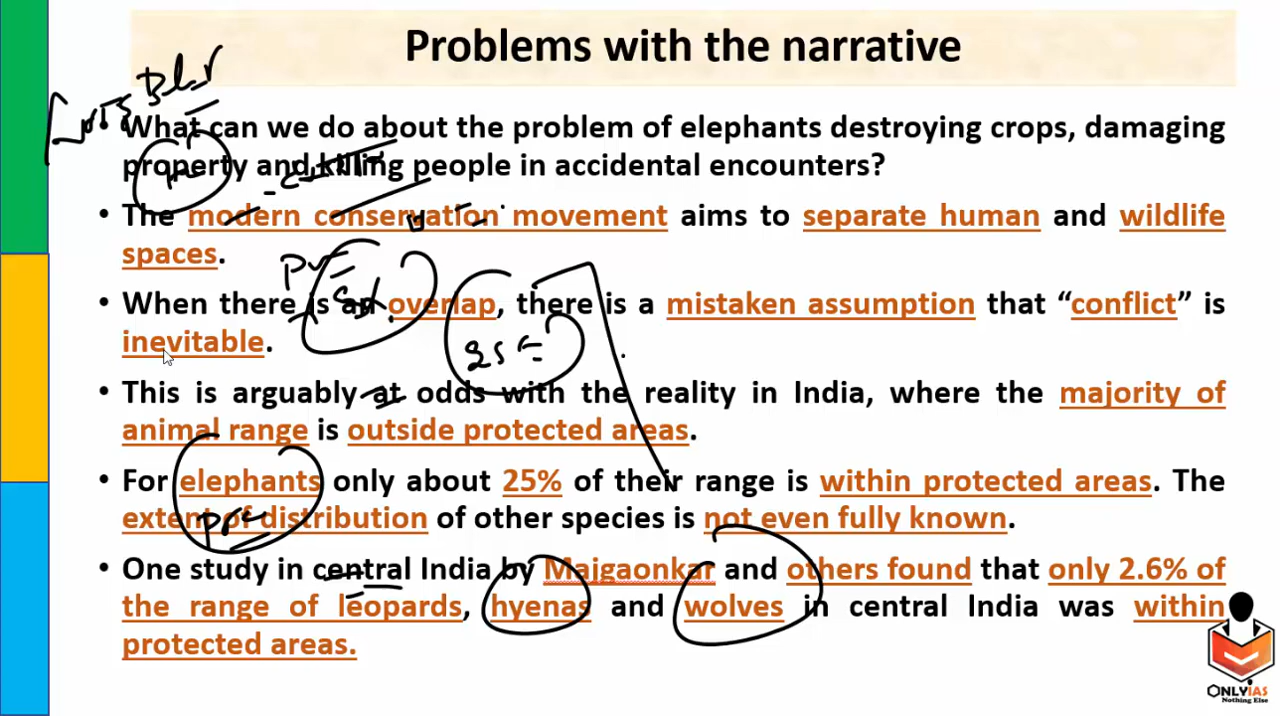 Problems with the narrative
• What can we do about the problem of elephants destroying crops, damaging
property and killing people in accidental encounters?
• The modern conservation movement aims to separate human and wildlife
spaces.
• When there is an overlap, there is a mistaken assumption that “conflict” is
inevitable.
• This is arguably at odds with the reality in India, where the majority of
animal range is outside protected areas.
• For elephants only about 25% of their range is within protected areas. The
extent of distribution of other species is not even fully known.
• One study in central India by Majgaonkar and others found that only 2.6% of
the range of leopards, hyenas and wolves in central India was within
protected areas.
ONLYIAS
Nothing Else